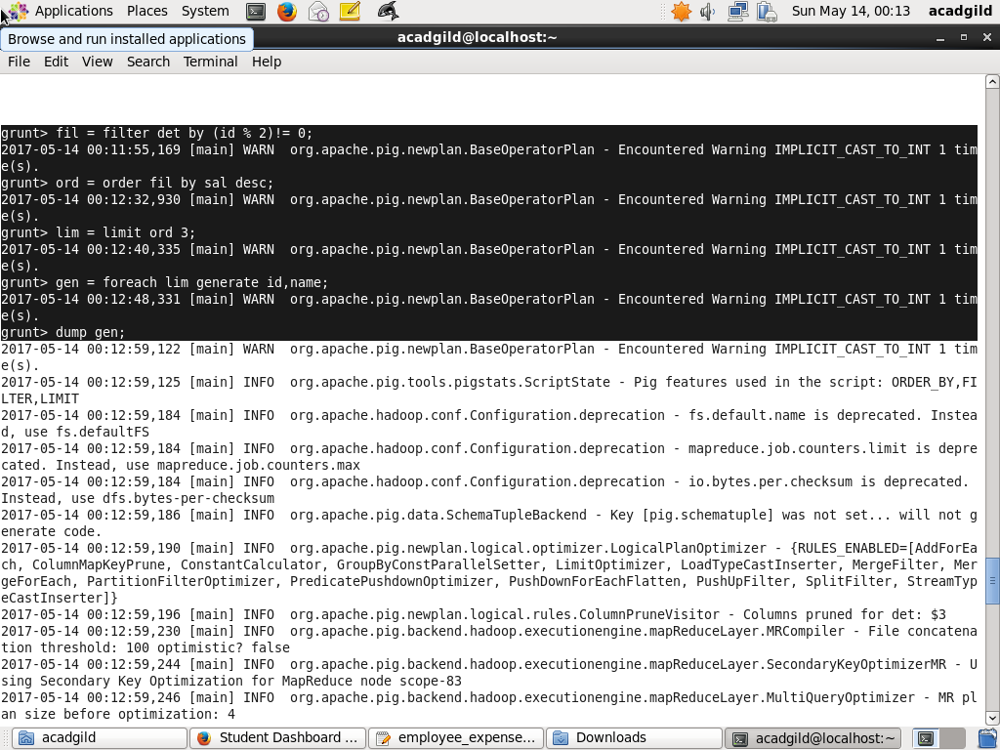 Applications Places System Sun May 14, 00:13 acadgild
Browse and run installed applications
acadgild@localhost:~
File Edit View Search Terminal Help
grunt> fil = filter det by (id % 2)!= 0;
2017-05-14 00:11:55,169 [main] WARN  org.apache.pig.newplan.BaseOperatorPlan - Encountered Warning IMPLICIT_CAST_TO_INT 1 tim
e(s).
grunt> ord = order fil by sal desc;
2017-05-14 00:12:32,930 [main] WARN  org.apache.pig.newplan.BaseOperatorPlan - Encountered Warning IMPLICIT_CAST_TO_INT 1 tim
e(s).
grunt> lim = limit ord 3;
2017-05-14 00:12:40,335 [main] WARN  org.apache.pig.newplan.BaseOperatorPlan - Encountered Warning IMPLICIT_CAST_TO_INT 1 tim
e(s).
grunt> gen = foreach lim generate id,name;
2017-05-14 00:12:48,331 [main] WARN  org.apache.pig.newplan.BaseOperatorPlan - Encountered Warning IMPLICIT_CAST_TO_INT 1 tim
e(s).
grunt> dump gen;
2017-05-14 00:12:59,122 [main] WARN  org.apache.pig.newplan.BaseOperatorPlan - Encountered Warning IMPLICIT_CAST_TO_INT 1 tim
e(s).
2017-05-14 00:12:59,125 [main] INFO  org.apache.pig.tools.pigstats.ScriptState - Pig features used in the script: ORDER_BY,FI
LTER,LIMIT
2017-05-14 00:12:59,184 [main] INFO  org.apache.hadoop.conf.Configuration.deprecation - fs.default.name is deprecated. Instea
d, use fs.defaultFS
2017-05-14 00:12:59,184 [main] INFO  org.apache.hadoop.conf.Configuration.deprecation - mapreduce.job.counters.limit is depre
cated. Instead, use mapreduce.job.counters.max
2017-05-14 00:12:59,184 [main] INFO  org.apache.hadoop.conf.Configuration.deprecation - io.bytes.per.checksum is deprecated.
Instead, use dfs.bytes-per-checksum
2017-05-14 00:12:59,186 [main] INFO  org.apache.pig.data.SchemaTupleBackend - Key [pig.schematuple] was not set... will not g
enerate code.
2017-05-14 00:12:59,190 [main] INFO  org.apache.pig.newplan.logical.optimizer.LogicalPlanOptimizer - {RULES_ENABLED=[AddForEa
ch, ColumnMapKeyPrune, ConstantCalculator, GroupByConstParallelSetter, LimitOptimizer, LoadTypeCastInserter, MergeFilter, Mer
geForEach, PartitionFilterOptimizer, PredicatePushdownOptimizer, PushDownForEachFlatten, PushUpFilter, SplitFilter, StreamTyp
eCastInserter]}
2017-05-14 00:12:59,196 [main] INFO  org.apache.pig.newplan.logical.rules.ColumnPruneVisitor - Columns pruned for det: $3
2017-05-14 00:12:59,230 [main] INFO  org.apache.pig.backend.hadoop.executionengine.mapReduceLayer.MRCompiler - File concatena
tion threshold: 100 optimistic? false
2017-05-14 00:12:59,244 [main] INFO  org.apache.pig.backend.hadoop.executionengine.mapReduceLayer.SecondaryKeyOptimizerMR - U
sing Secondary Key Optimization for MapReduce node scope-83
2017-05-14 00:12:59,246 [main] INFO  org.apache.pig.backend.hadoop.executionengine.mapReduceLayer.MultiQueryOptimizer - MR pl
an size before optimization: 4
acadgild Student Dashboard ... employee_expense... Downloads acadgild@localhost:~